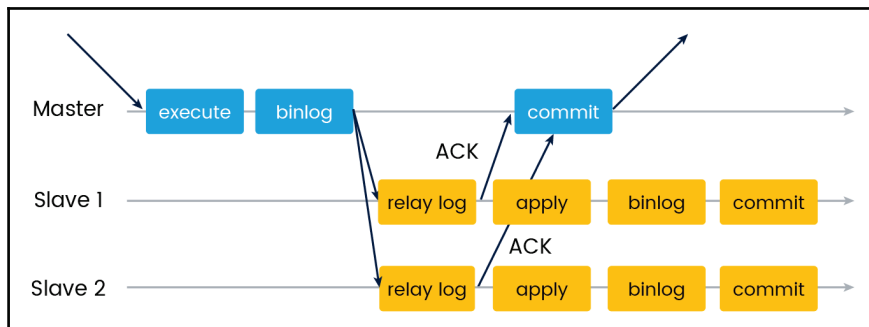 Master
execute
binlog
commit
ACK
Slave 1
relay log
apply
binlog
commit
ACK
Slave 2
relay log
apply
binlog
commit